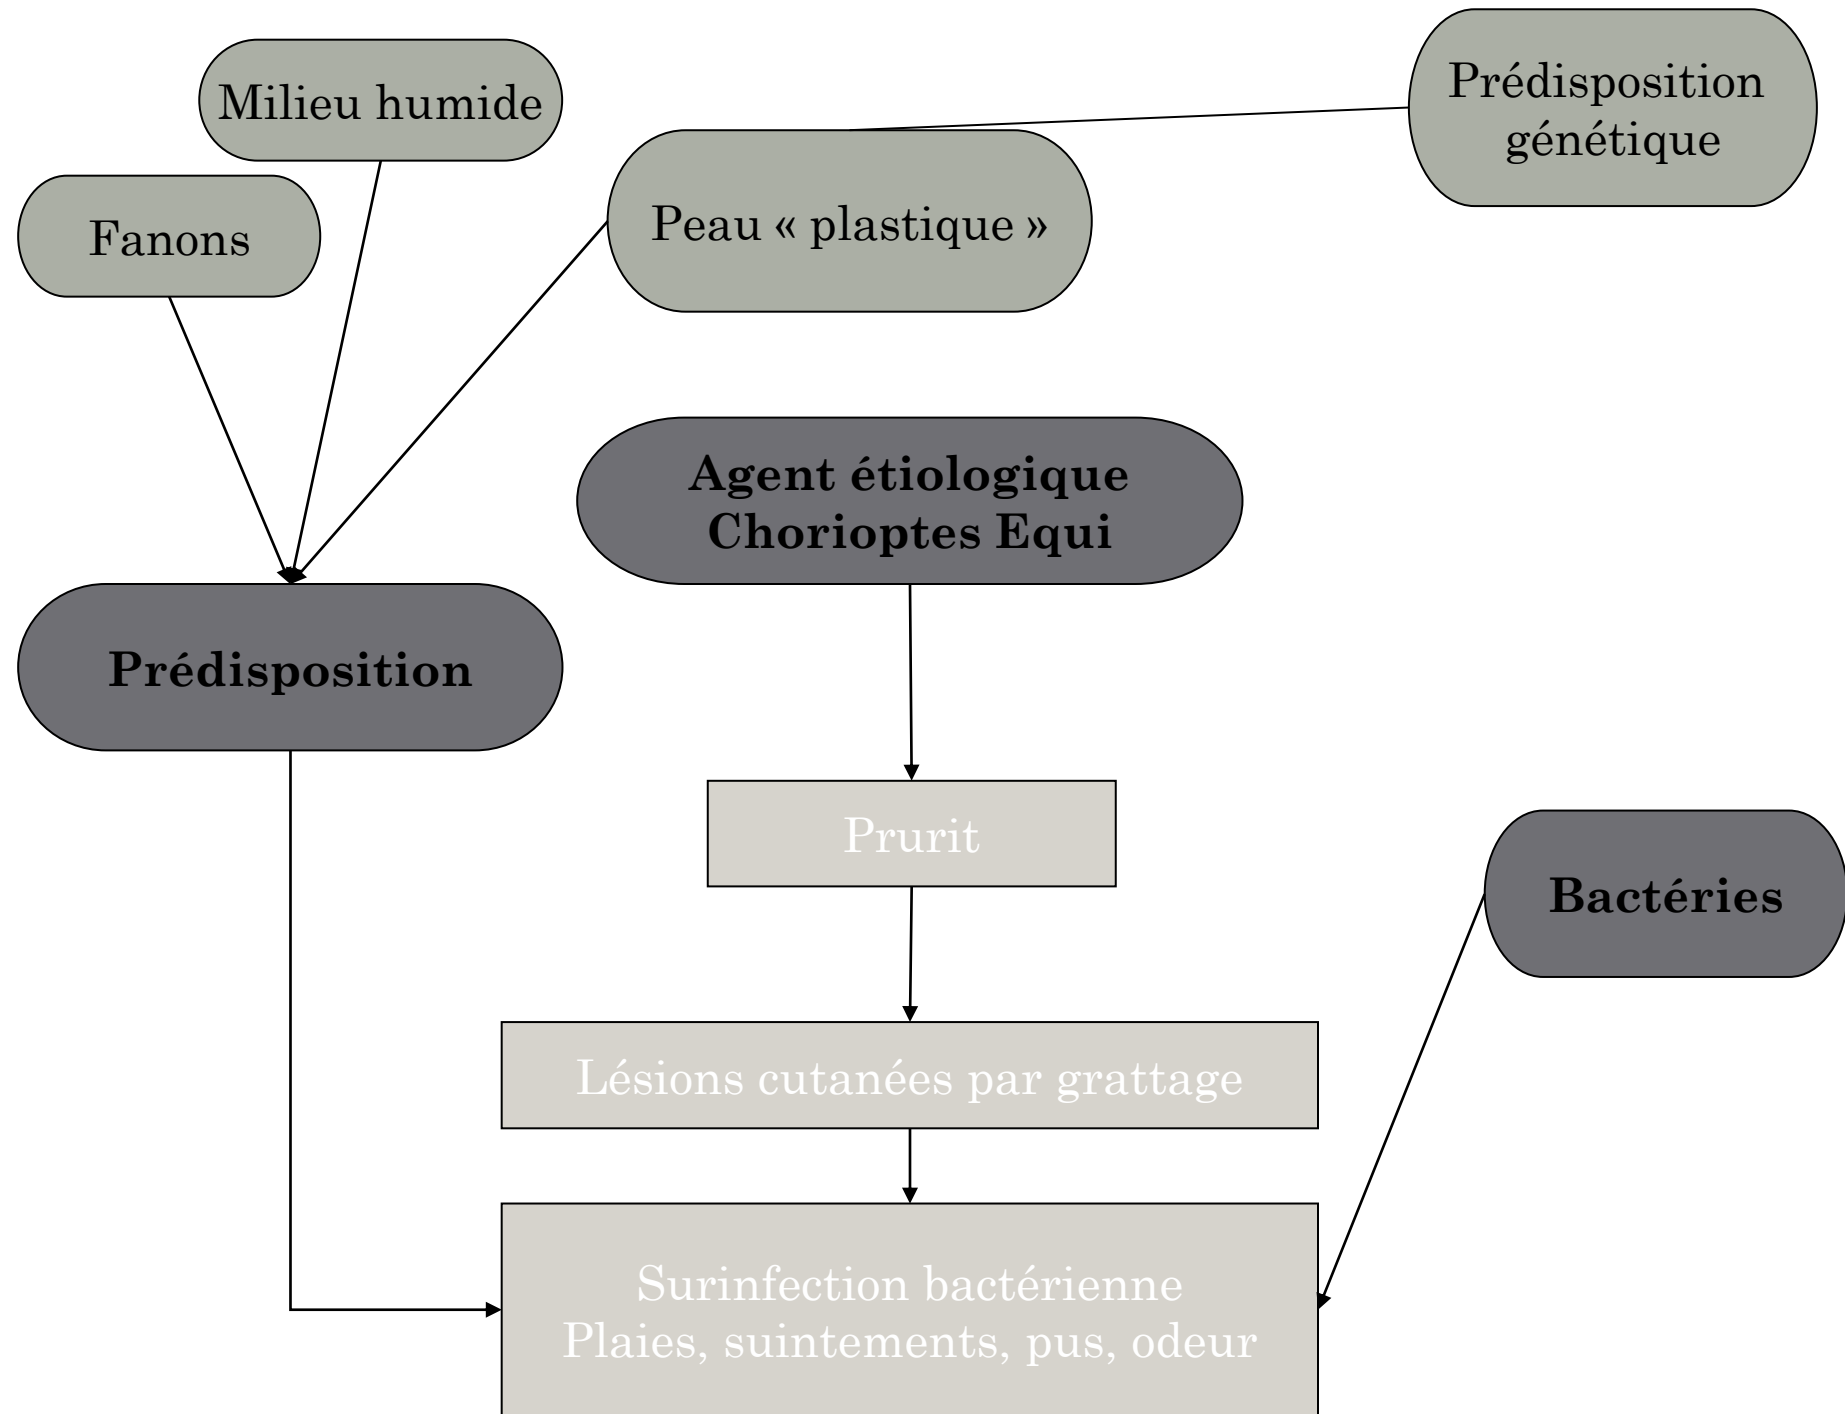 Milieu humide
Prédisposition
génétique
Fanons
Peau « plastique »
Agent étiologique
Chorioptes Equi
Prédisposition
Prurit
Bactéries
Lésions cutanées par grattage
Surinfection bactérienne
Plaies, suintements, pus, odeur